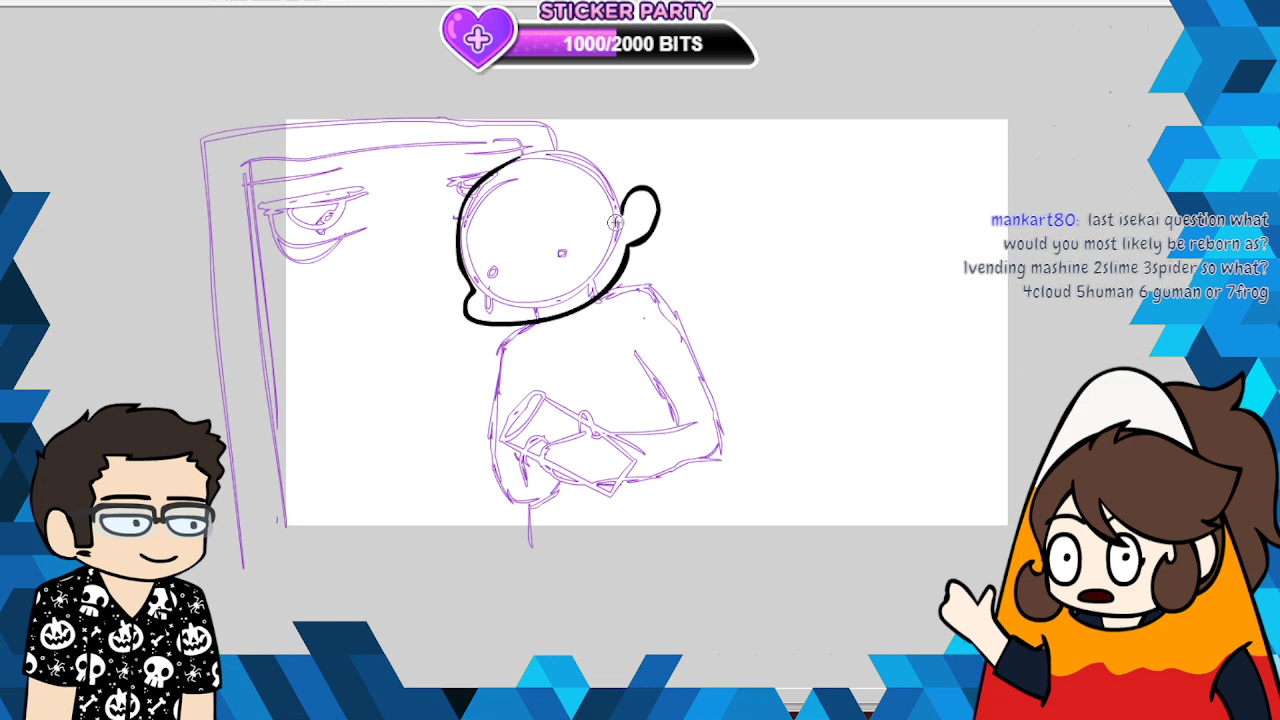 STICKER PARTY
1000/2000 BITS
mankart80: last isekai question what
would you most likely be reborn as?
1vending mashine 2slime 3spider so what?
4cloud 5human 6 guman or 7frog